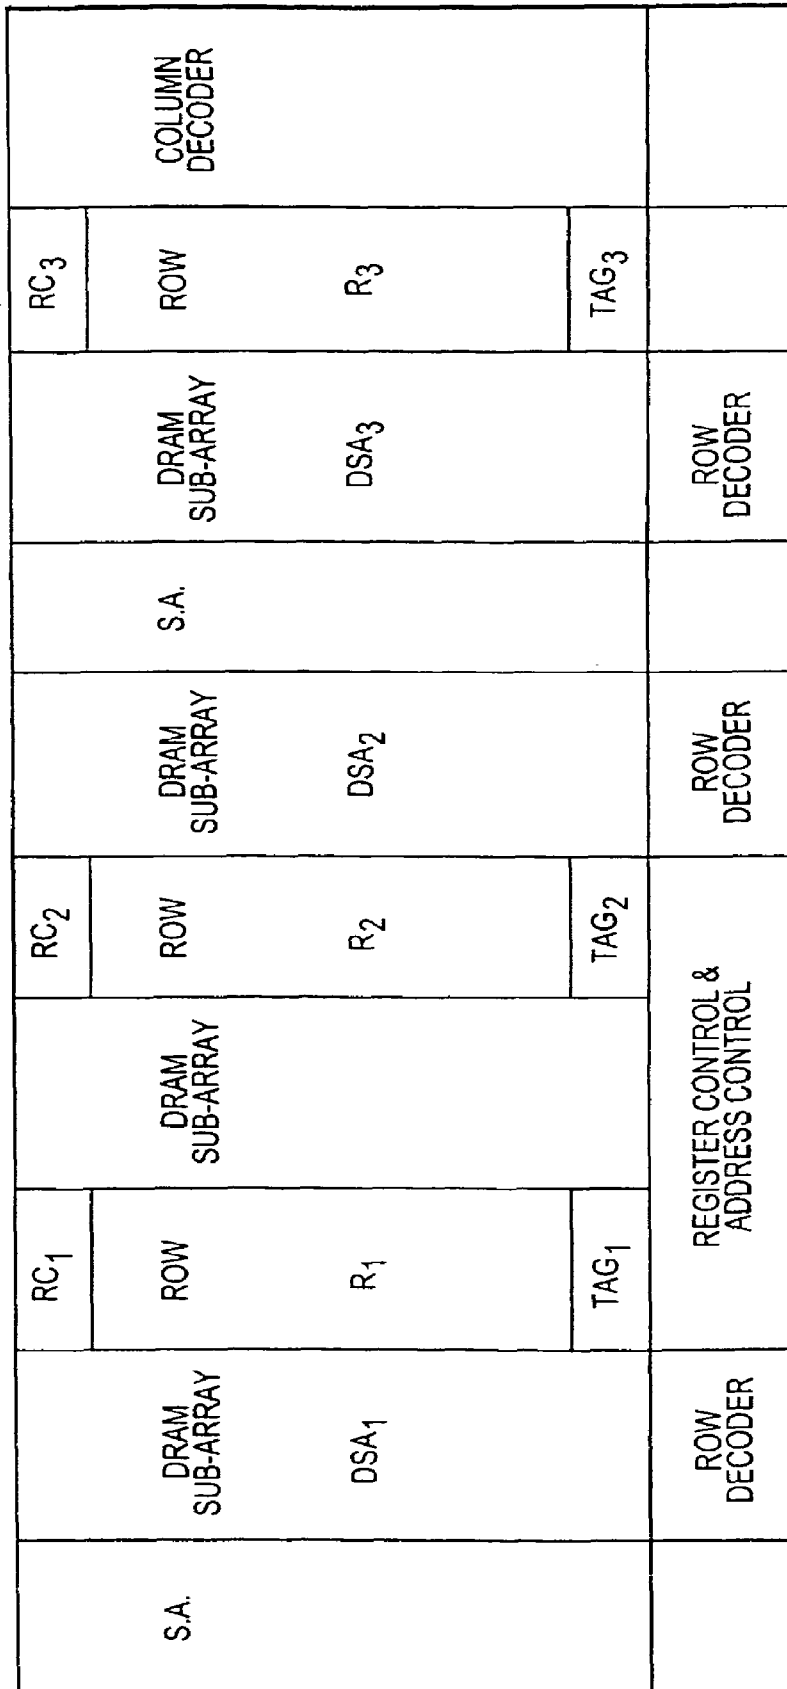 S.A.
DRAM
SUB-ARRAY
DSA1
ROW
DECODER
RC1
ROW
R1
TAG1
DRAM
SUB-ARRAY
REGISTER CONTROL &
ADDRESS CONTROL
RC2
ROW
R2
TAG2
DRAM
SUB-ARRAY
DSA2
ROW
DECODER
S.A.
DRAM
SUB-ARRAY
DSA3
ROW
DECODER
RC3
ROW
R3
TAG3
COLUMN
DECODER